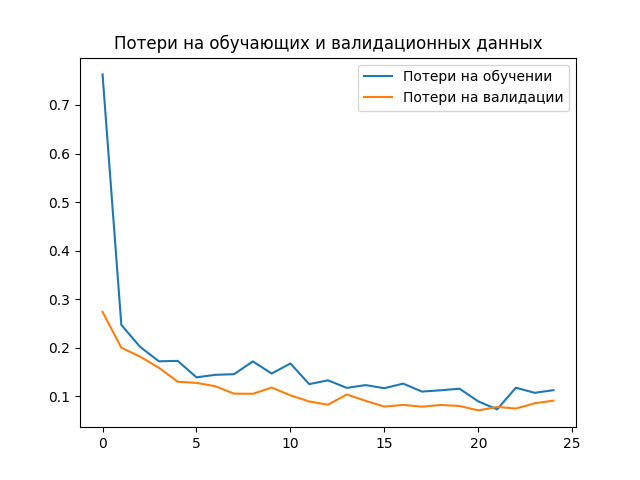 Потери на обучающих и валидационных данных
Потери на обучении
Потери на валидации
0.7
0.6
0.5
0.4
0.3
0.2
0.1
0 5 10 15 20 25